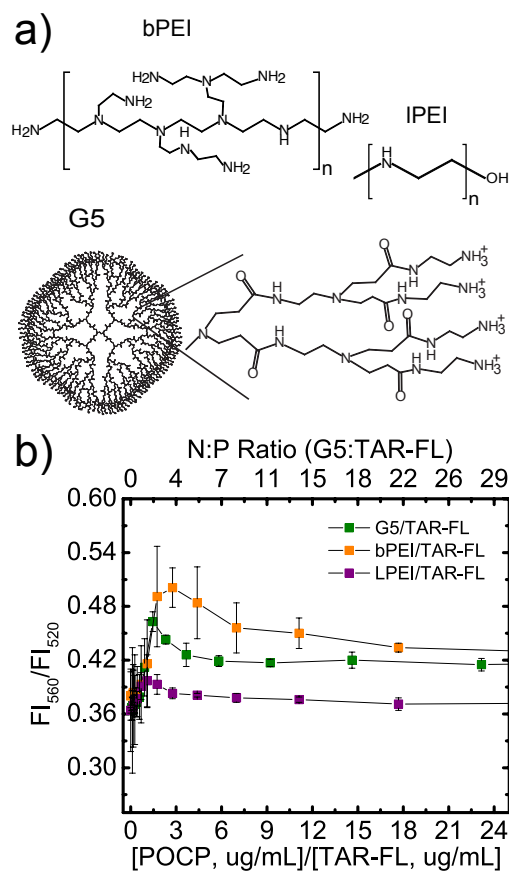 a)
bPEI
NH2
H2N
NH2
NH2
N
N
N
N
H2N
N
H
N
N
H
NH2
n
N
H
NH2
lPEI
H
N
n
OH
G5
O
N
H
NH3+
O
N
H
N
O
N
H
NH3+
N
O
N
H
N
O
N
H
NH3+
O
N
H
NH3+
b)
N:P Ratio (G5:TAR-FL)
0 4 7 11 14 18 22 26 29
0.60
0.54
0.48
0.42
0.36
0.30
G5/TAR-FL
bPEI/TAR-FL
LPEI/TAR-FL
FI560/FI520
0 3 6 9 12 15 18 21 24
[POCP, ug/mL]/[TAR-FL, ug/mL]